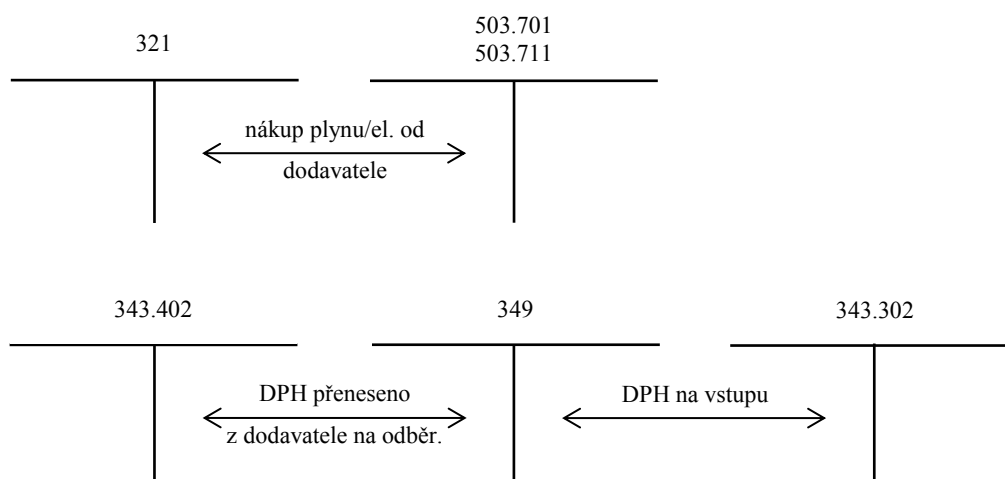 321
503.701
503.711
nákup plynu/el. od
dodavatele
343.402
349
343.302
DPH přeneseno
z dodavatele na odběr.
DPH na vstupu